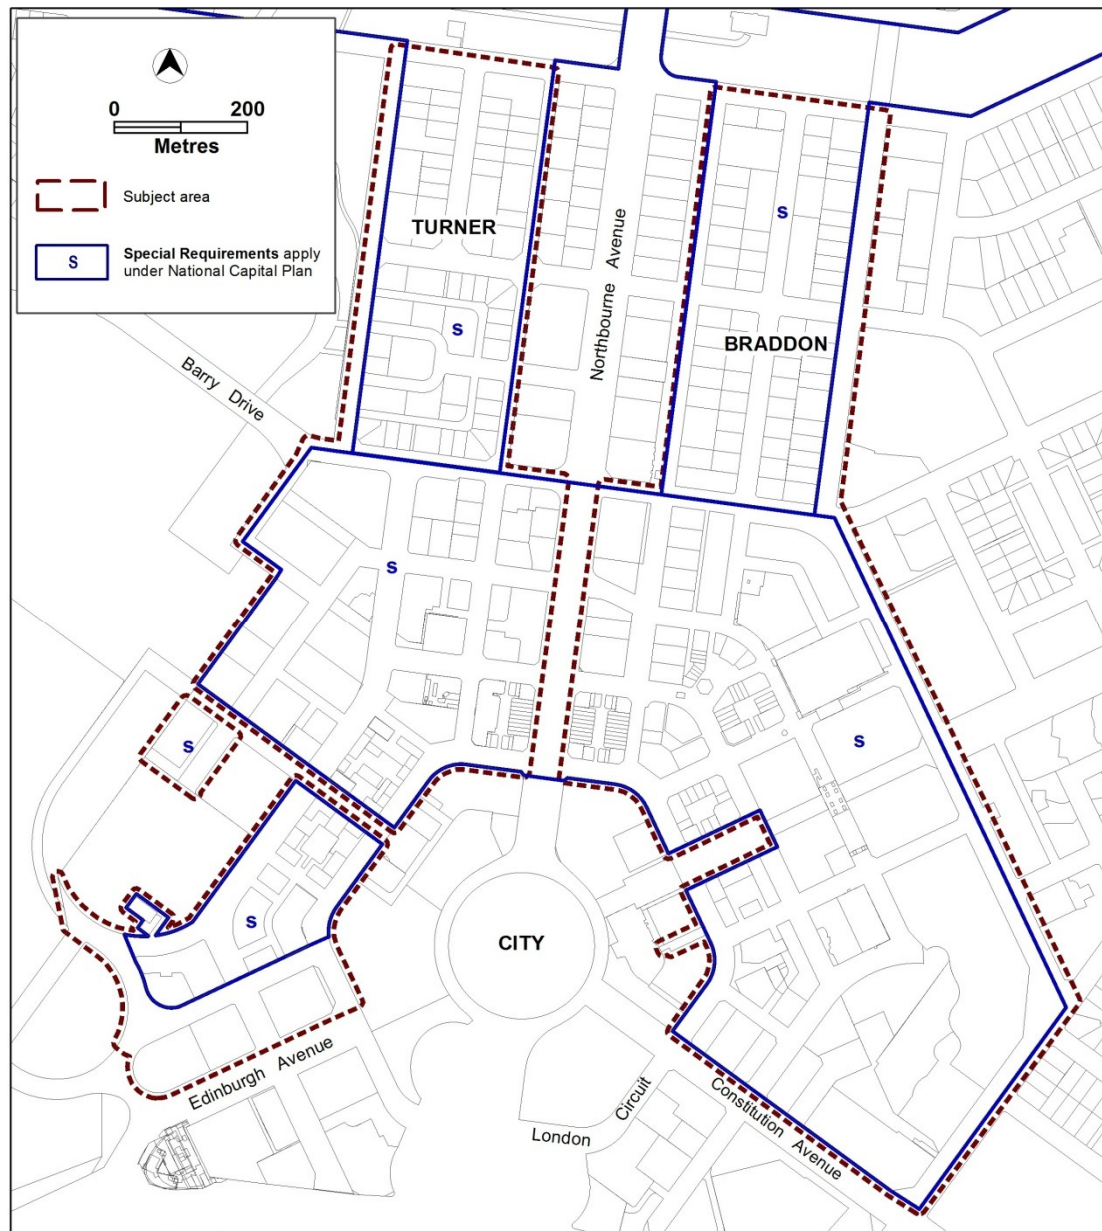 0 200
Metres
Subject area
S
Special Requirements apply
under National Capital Plan
TURNER
Northbourne Avenue
S
BRADDON
S
Barry Drive
S
S
S
S
CITY
Edinburgh Avenue
London Circuit
Constitution Avenue